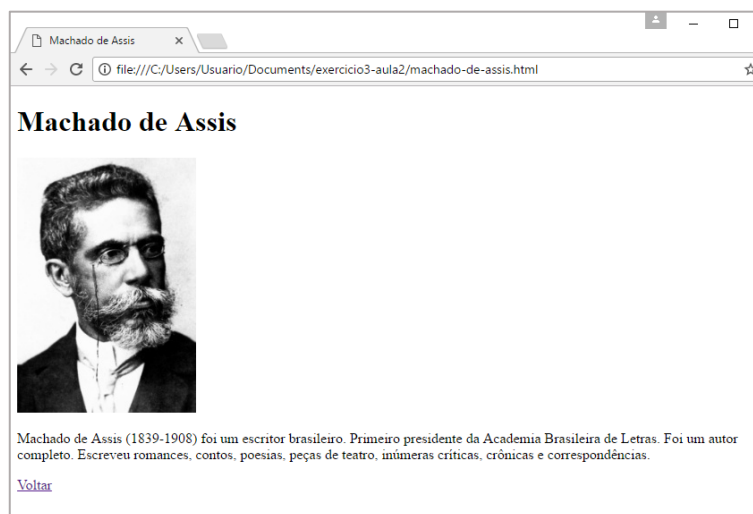 Machado de Assis
file:///C:/Users/Usuario/Documents/exercicio3-aula2/machado-de-assis.html
Machado de Assis
Machado de Assis (1839-1908) foi um escritor brasileiro. Primeiro presidente da Academia Brasileira de Letras. Foi um autor
completo. Escreveu romances, contos, poesias, peças de teatro, inúmeras críticas, crônicas e correspondências.
Voltar